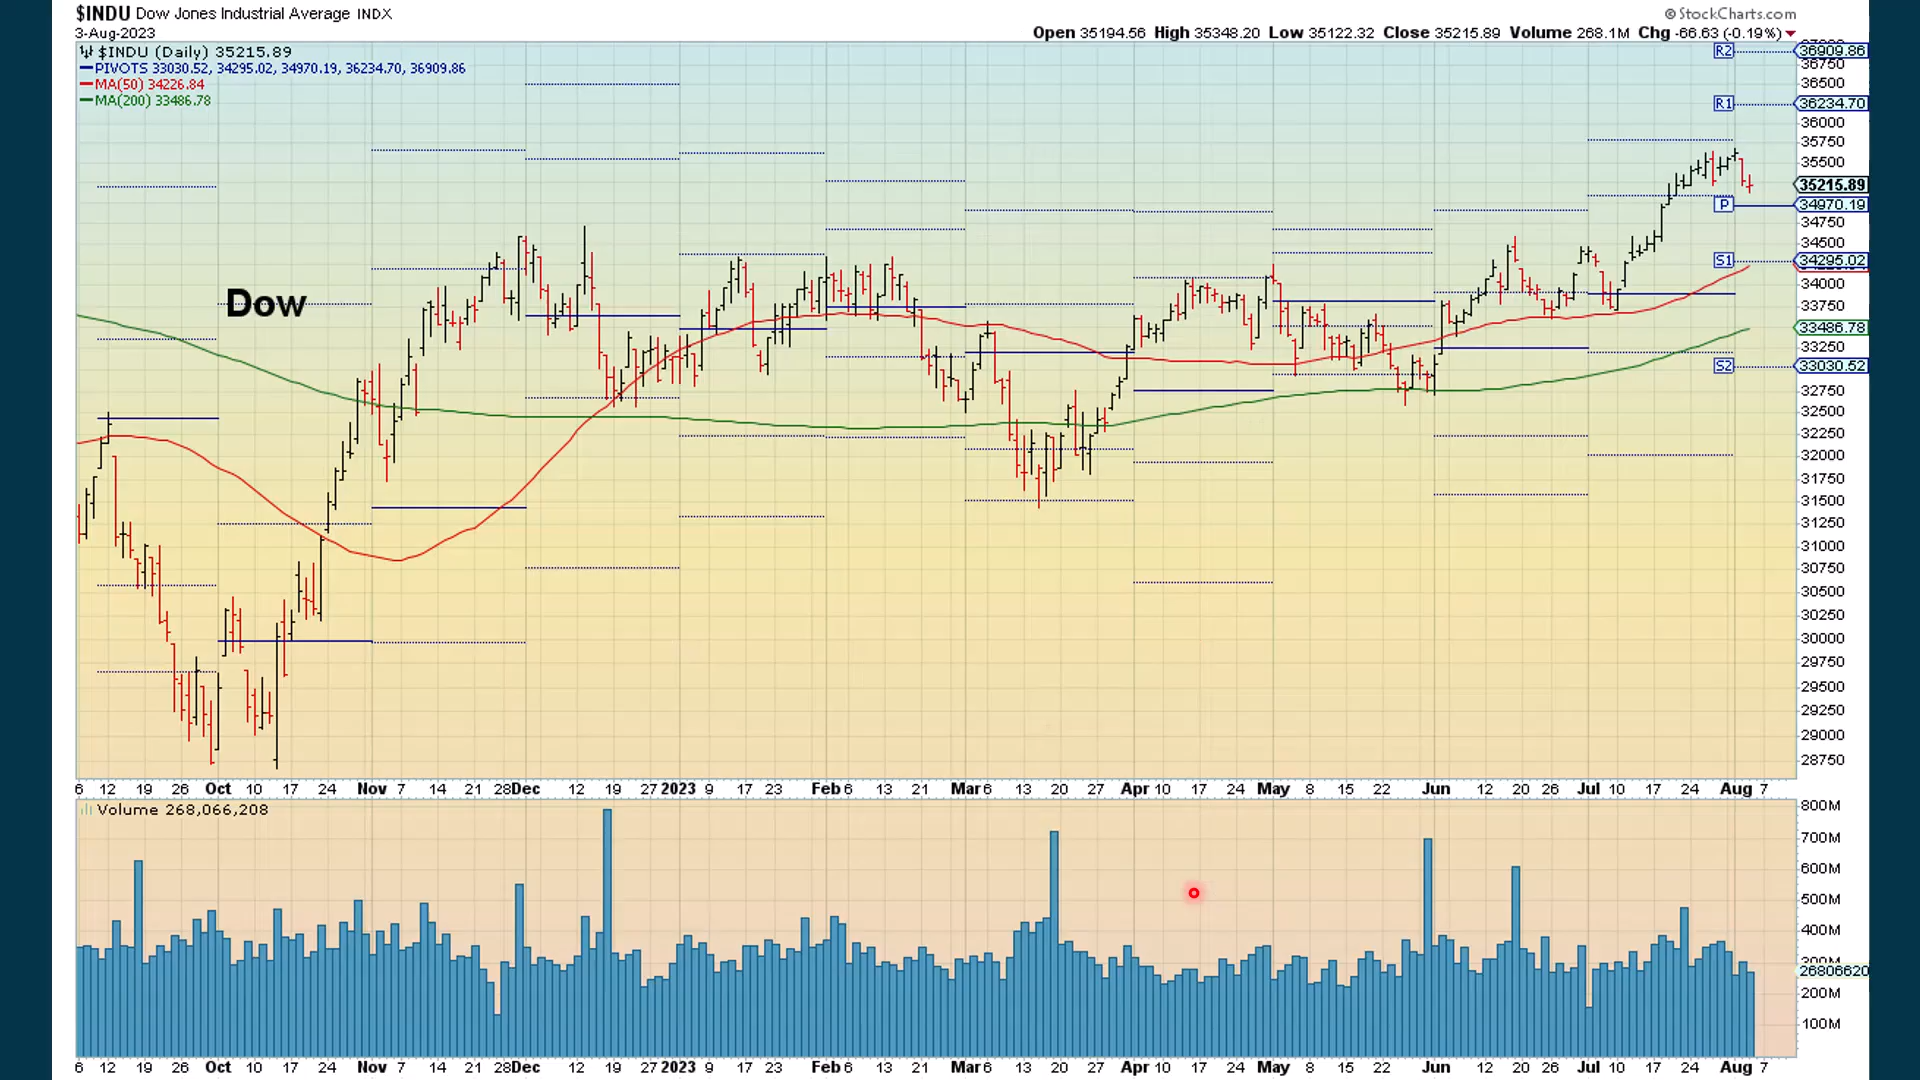 $INDU Dow Jones Industrial Average INDX
© StockCharts.com
3-Aug-2023
Open 35194.56 High 35348.20 Low 35122.32 Close 35215.89 Volume 268.1M Chg -66.63 (-0.19%)
$INDU (Daily) 35215.89
PIVOTS 33030.52, 34295.02, 34970.19, 36234.70, 36909.86
MA(50) 34226.84
MA(200) 33486.78
Dow
R2 36909.86
36750
36500
R1 36234.70
36000
35750
35500
35215.89
P 34970.19
34750
34500
S1 34295.02
34000
33750
33486.78
33250
S2 33030.52
32750
32500
32250
32000
31750
31500
31250
31000
30750
30500
30250
30000
29750
29500
29250
29000
28750
6 12 19 26 Oct 10 17 24 Nov 7 14 21 28 Dec 12 19 27 2023 9 17 23 Feb 6 13 21 Mar 6 13 20 27 Apr 10 17 24 May 8 15 22 Jun 12 20 26 Jul 10 17 24 Aug 7
Volume 268,066,208
800M
700M
600M
500M
400M
26806620
200M
100M
6 12 19 26 Oct 10 17 24 Nov 7 14 21 28 Dec 12 19 27 2023 9 17 23 Feb 6 13 21 Mar 6 13 20 27 Apr 10 17 24 May 8 15 22 Jun 12 20 26 Jul 10 17 24 Aug 7